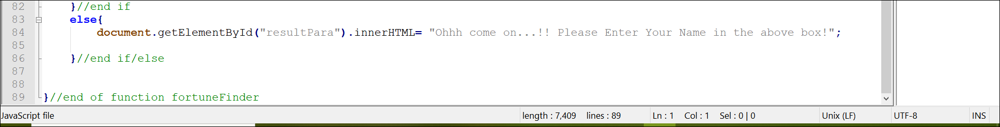 82 }//end if
83 else{
84 document.getElementById("resultPara").innerHTML= "Ohhh come on...!! Please Enter Your Name in the above box!";
85
86 }//end if/else
87
88
89 }//end of function fortuneFinder
JavaScript file length : 7,409 lines : 89 Ln : 1 Col : 1 Sel : 0 | 0 Unix (LF) UTF-8 INS